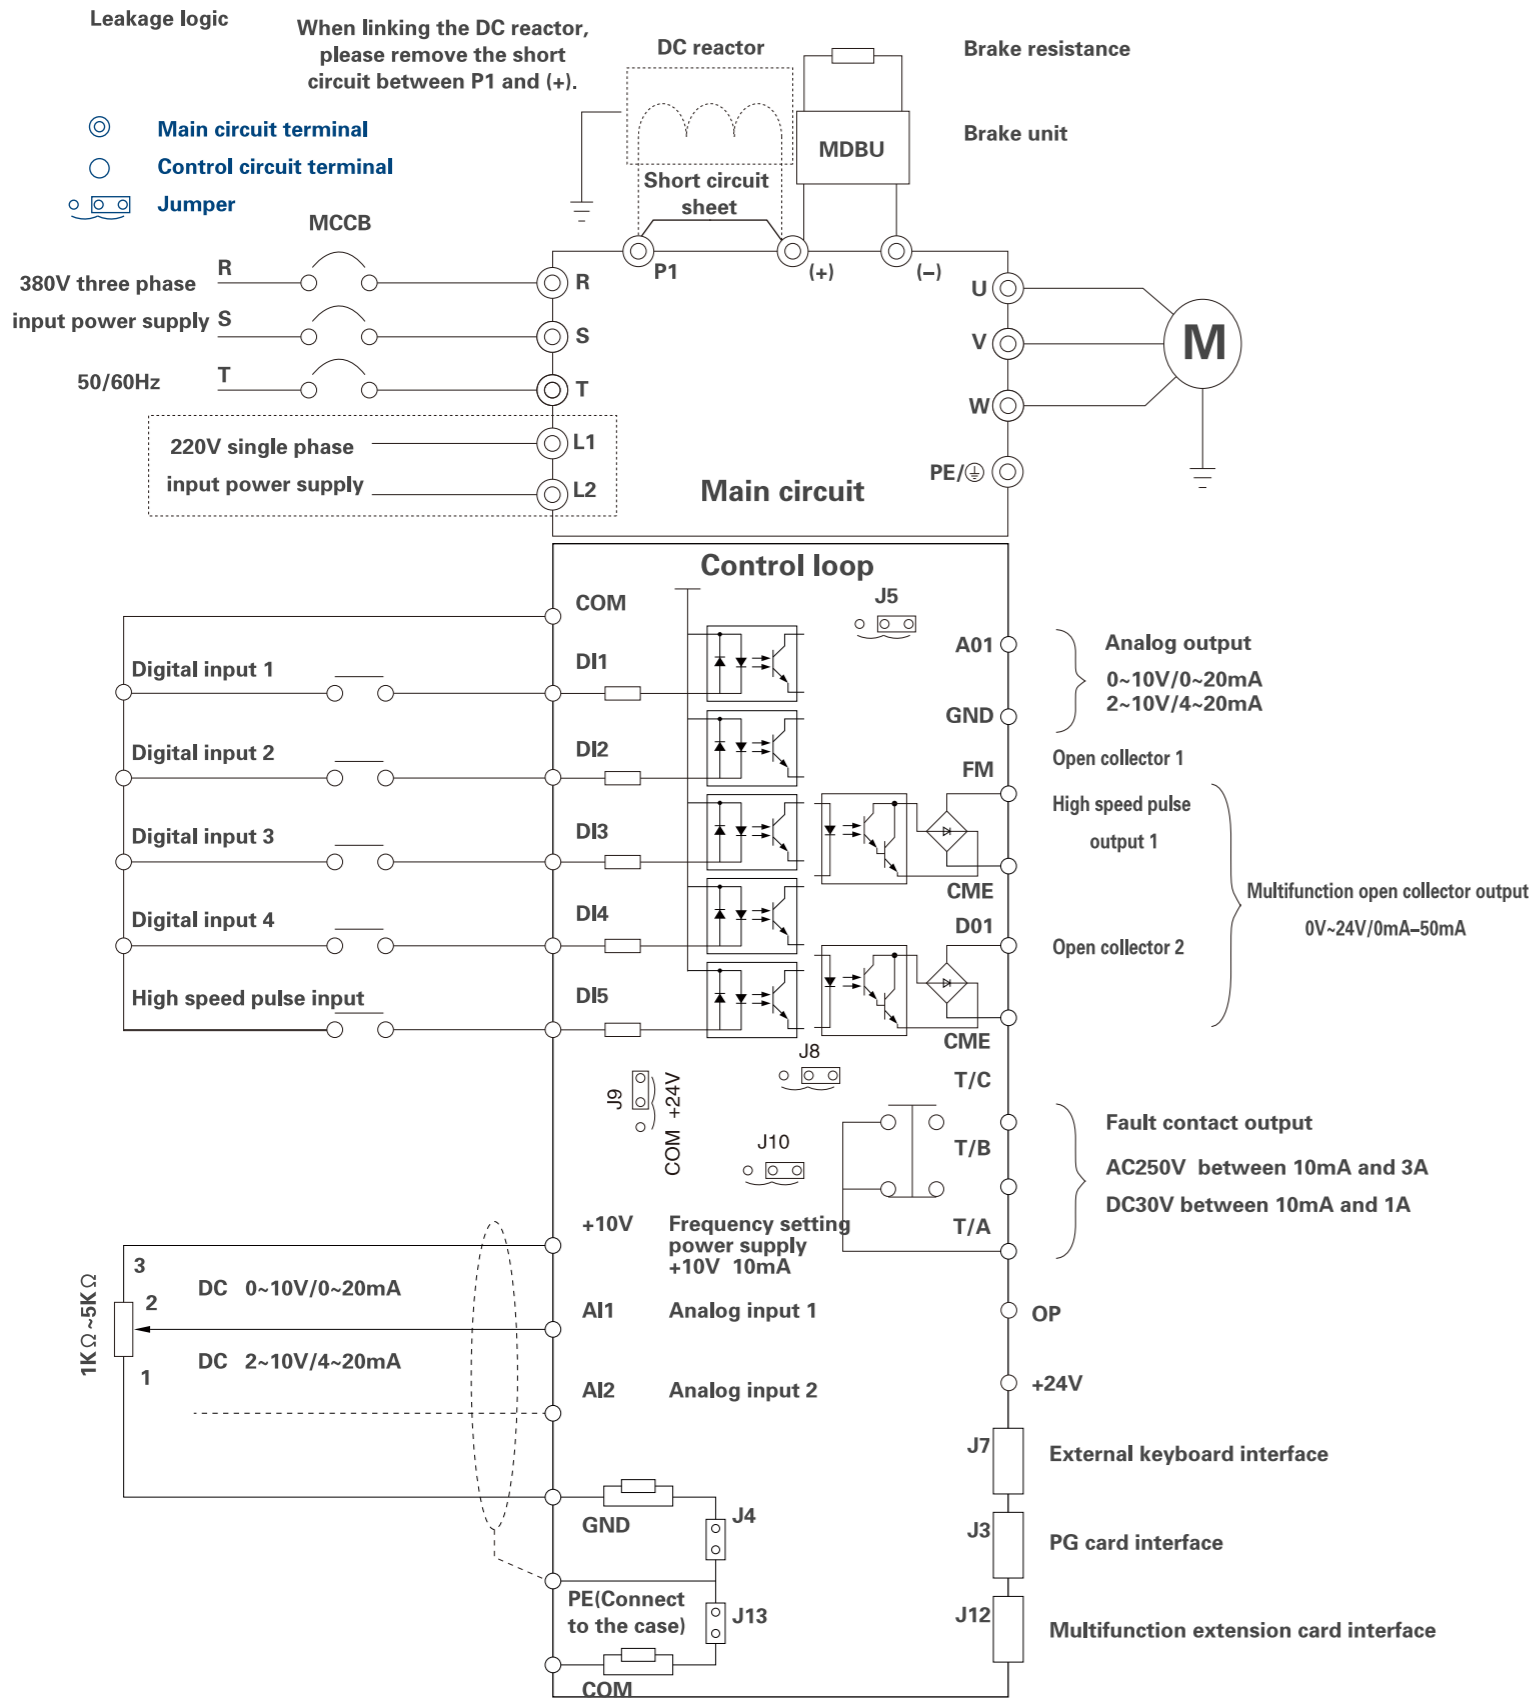 Leakage logic
When linking the DC reactor,
please remove the short
circuit between P1 and (+).
DC reactor
Brake resistance
Main circuit terminal
Control circuit terminal
Jumper
MDBU
Brake unit
Short circuit
sheet
MCCB
P1
(+)
(−)
380V three phase
input power supply
50/60Hz
R
S
T
R
S
T
220V single phase
input power supply
L1
L2
U
V
W
PE/
M
Main circuit
Control loop
COM
J5
Digital input 1
DI1
A01
Analog output
0~10V/0~20mA
2~10V/4~20mA
GND
Digital input 2
DI2
FM
Open collector 1
High speed pulse
output 1
Digital input 3
DI3
CME
Multifunction open collector output
0V~24V/0mA–50mA
Digital input 4
DI4
D01
Open collector 2
High speed pulse input
DI5
CME
J8
J9
COM +24V
J10
T/C
T/B
T/A
Fault contact output
AC250V between 10mA and 3A
DC30V between 10mA and 1A
+10V
Frequency setting
power supply
+10V 10mA
1KΩ~5KΩ
3
2
1
DC 0~10V/0~20mA
DC 2~10V/4~20mA
AI1
Analog input 1
AI2
Analog input 2
OP
+24V
J7
External keyboard interface
GND
J4
J3
PG card interface
PE(Connect
to the case)
J13
J12
Multifunction extension card interface
COM